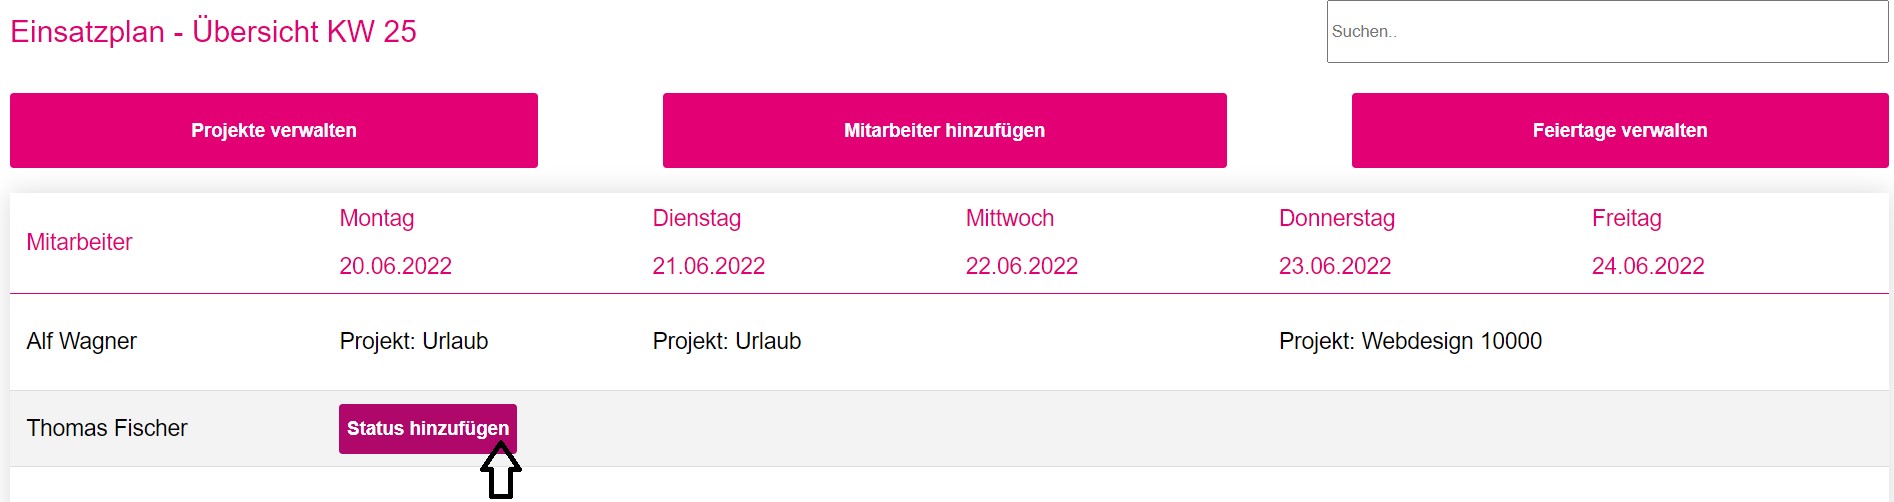 Einsatzplan - Übersicht KW 25
Suchen..
Projekte verwalten
Mitarbeiter hinzufügen
Feiertage verwalten
Mitarbeiter
Montag
20.06.2022
Dienstag
21.06.2022
Mittwoch
22.06.2022
Donnerstag
23.06.2022
Freitag
24.06.2022
Alf Wagner
Projekt: Urlaub
Projekt: Urlaub
Projekt: Webdesign 10000
Thomas Fischer
Status hinzufügen